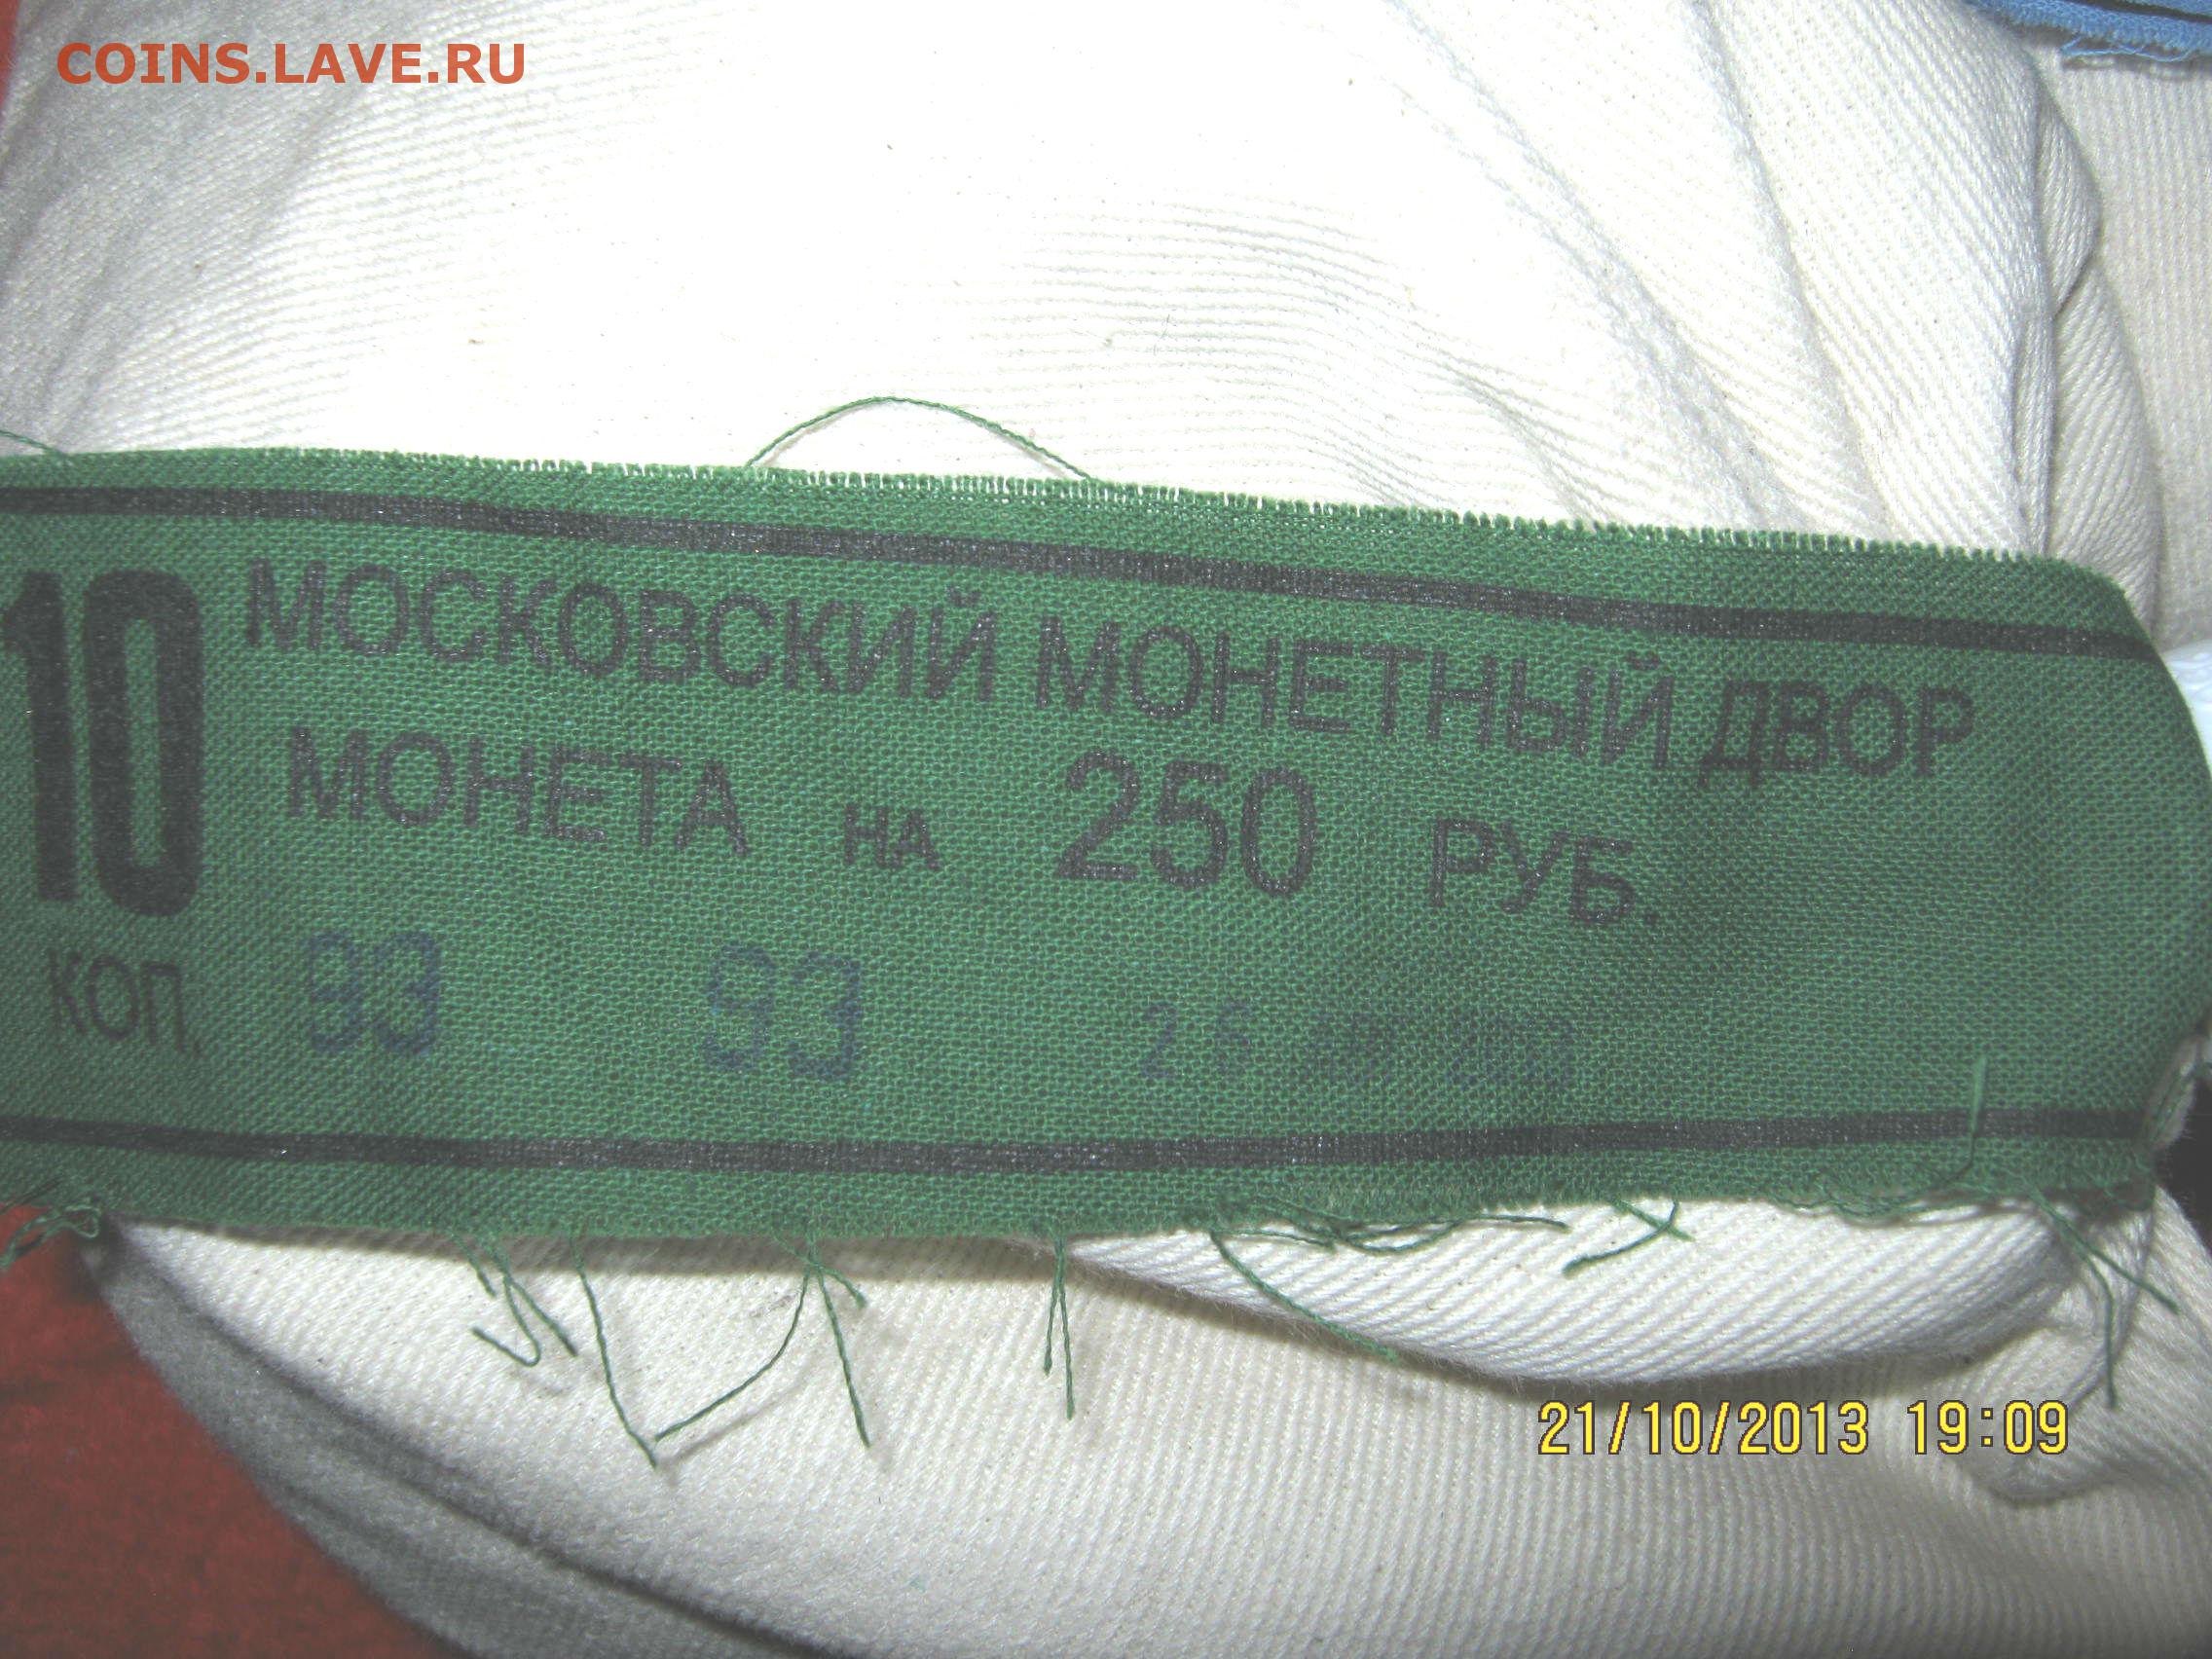 COINS.LAVE.RU
10 МОСКОВСКИЙ МОНЕТНЫЙ ДВОР
МОНЕТА НА 250 РУБ.
КОП. 93 93
21/10/2013 19:09